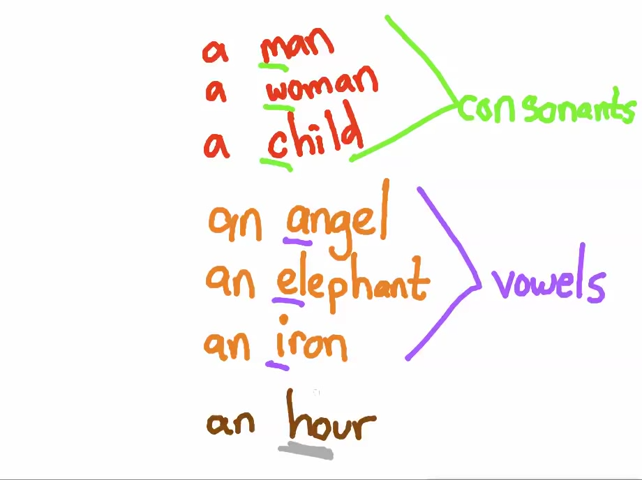 a man
a woman
a child
consonants
an angel
an elephant
an iron
vowels
an hour